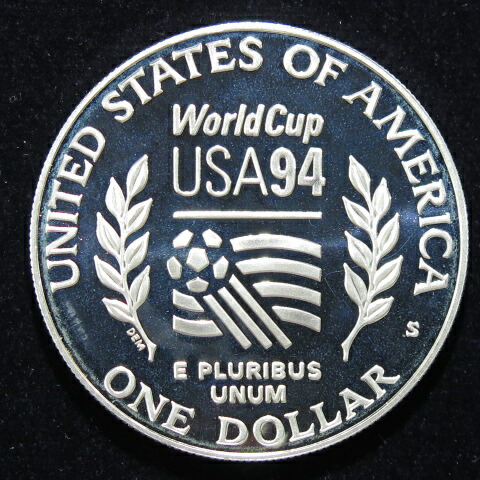 UNITED STATES OF AMERICA
WorldCup
USA94
DEM
S
E PLURIBUS
UNUM
ONE DOLLAR